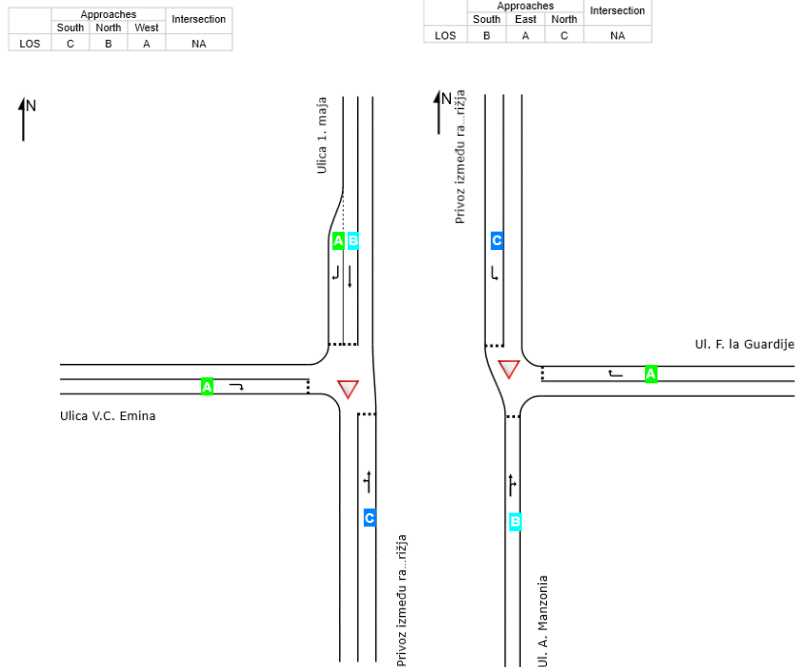 Approaches Intersection
South North West
LOS C B A NA
Approaches Intersection
South East North
LOS B A C NA
N
Ulica 1. maja
A B
A
Ulica V.C. Emina
C
Privoz između ra...rižja
N
Privoz između ra...rižja
C
Ul. F. la Guardije
A
B
Ul. A. Manzonia